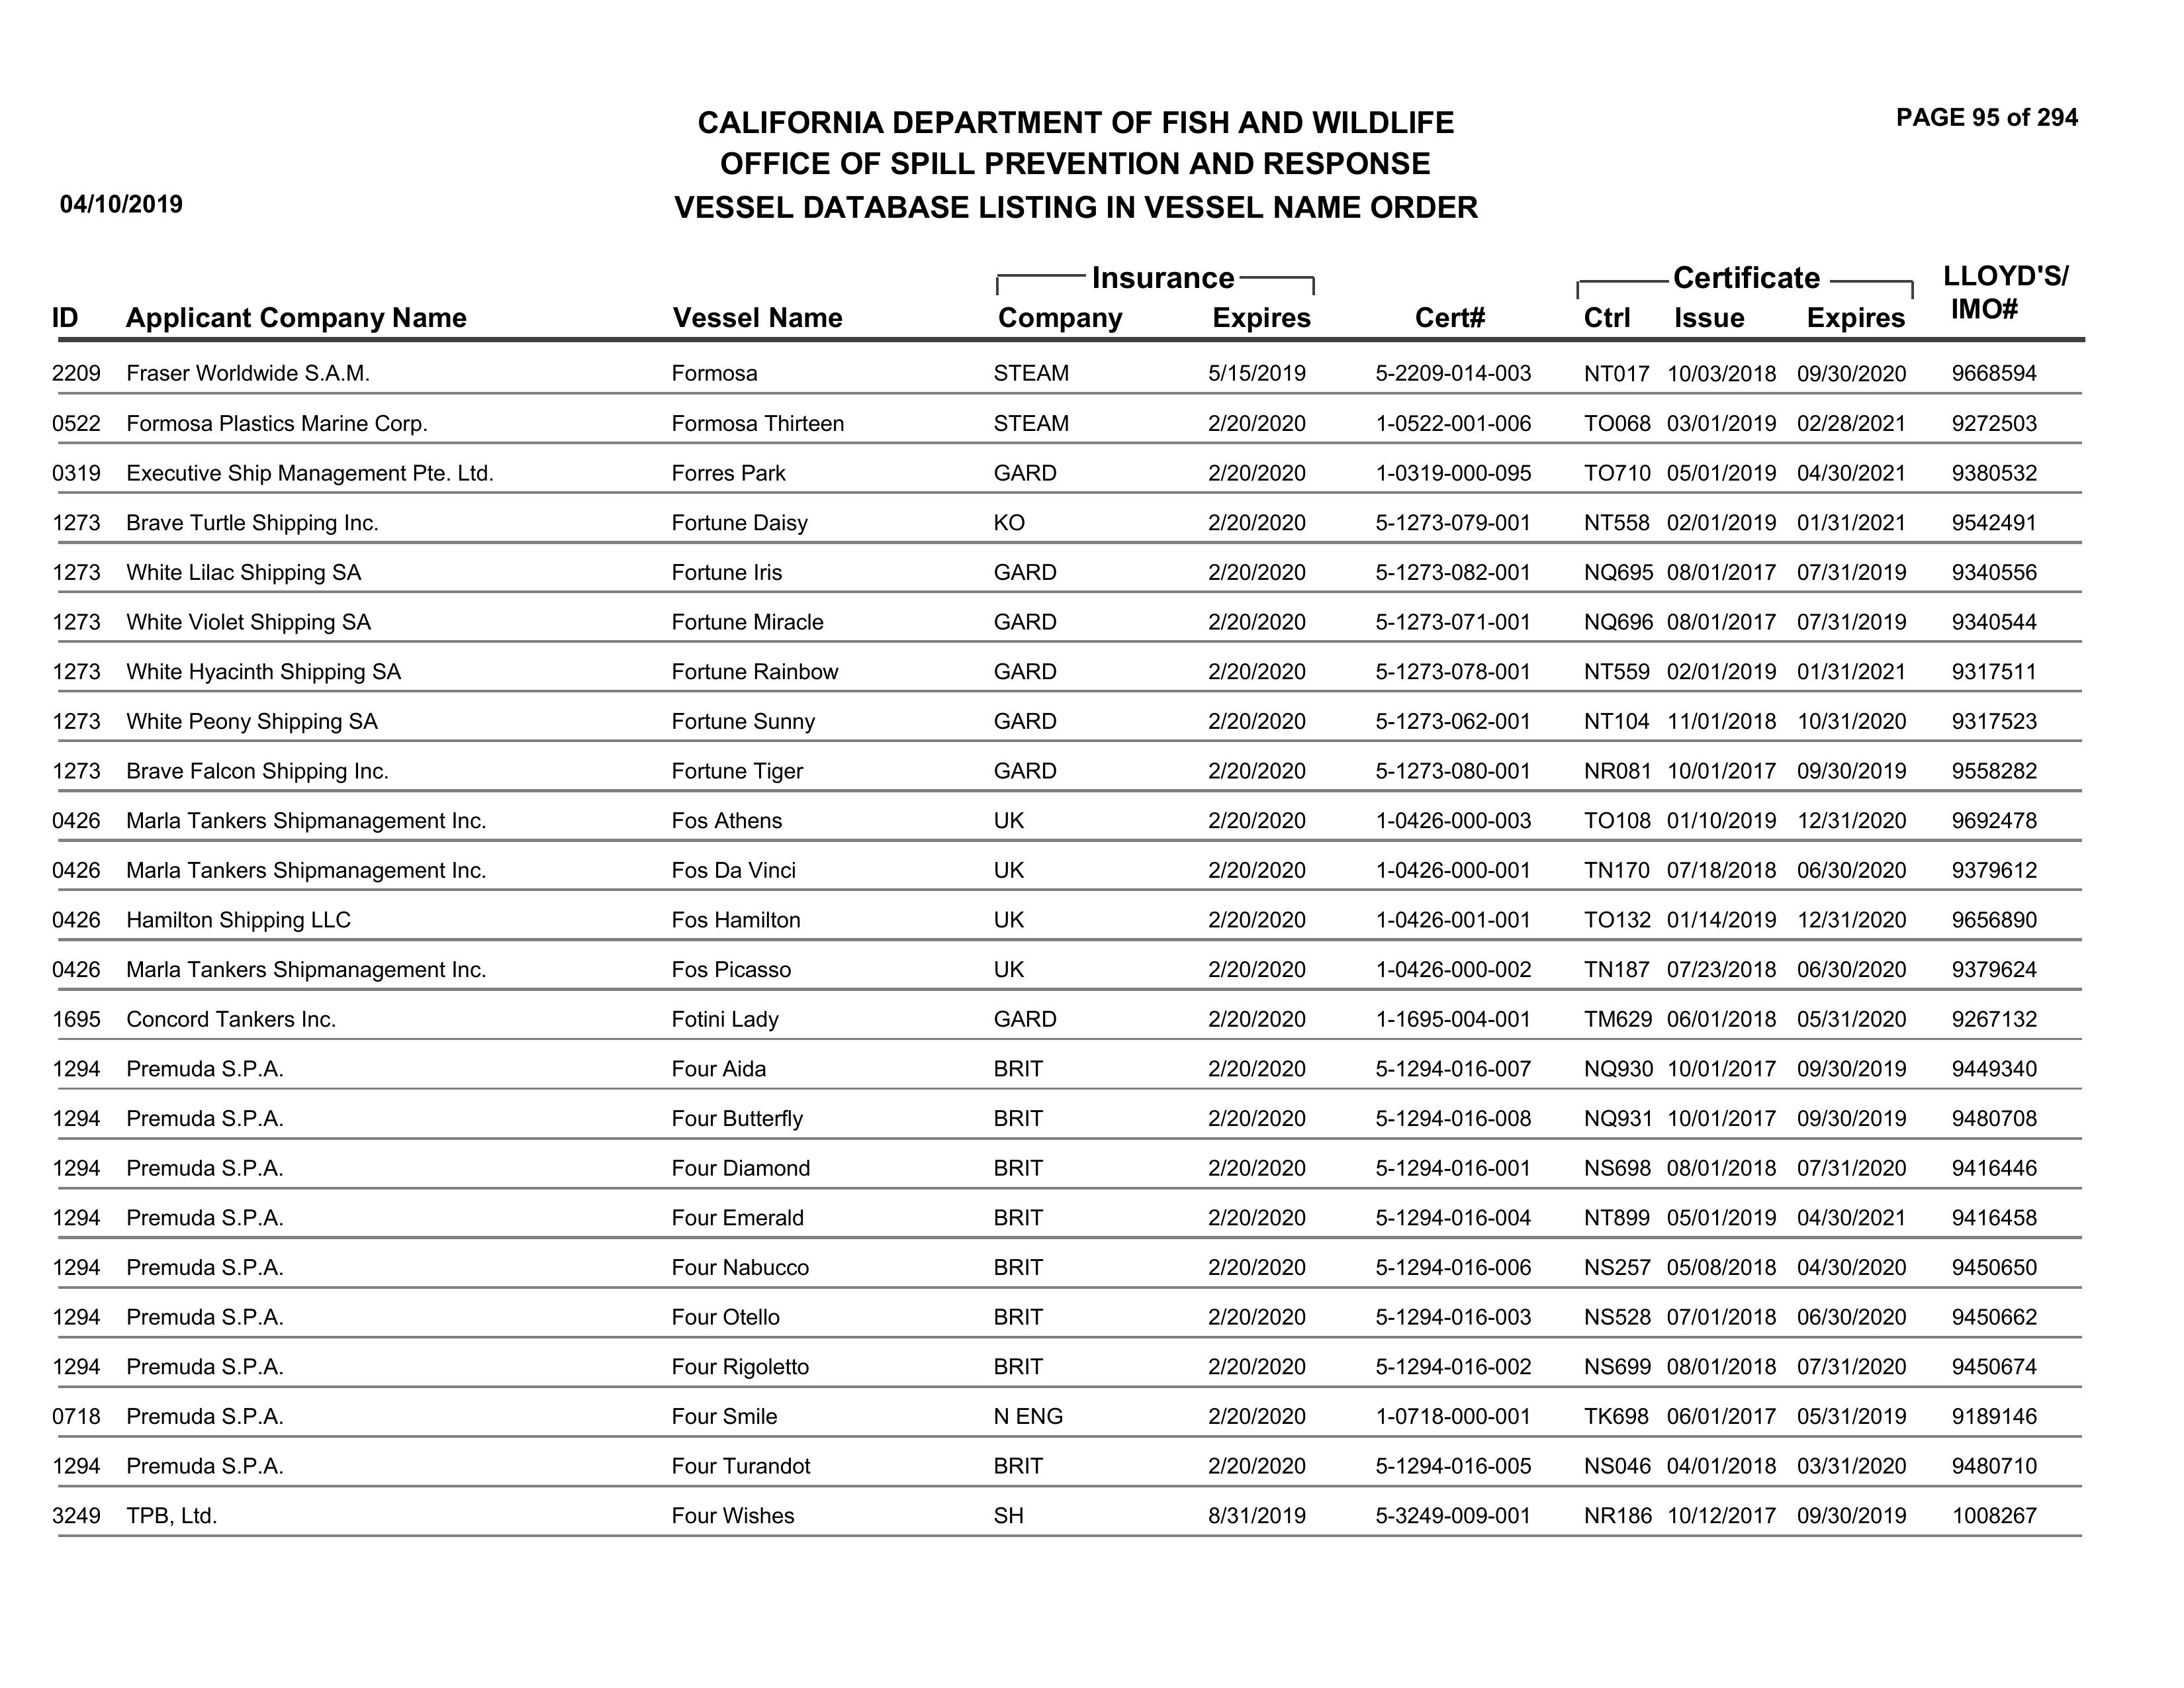 PAGE 95 of 294
CALIFORNIA DEPARTMENT OF FISH AND WILDLIFE
OFFICE OF SPILL PREVENTION AND RESPONSE
04/10/2019
VESSEL DATABASE LISTING IN VESSEL NAME ORDER
Insurance Certificate LLOYD'S/
ID Applicant Company Name Vessel Name Company Expires Cert# Ctrl Issue Expires IMO#
2209 Fraser Worldwide S.A.M. Formosa STEAM 5/15/2019 5-2209-014-003 NT017 10/03/2018 09/30/2020 9668594
0522 Formosa Plastics Marine Corp. Formosa Thirteen STEAM 2/20/2020 1-0522-001-006 TO068 03/01/2019 02/28/2021 9272503
0319 Executive Ship Management Pte. Ltd. Forres Park GARD 2/20/2020 1-0319-000-095 TO710 05/01/2019 04/30/2021 9380532
1273 Brave Turtle Shipping Inc. Fortune Daisy KO 2/20/2020 5-1273-079-001 NT558 02/01/2019 01/31/2021 9542491
1273 White Lilac Shipping SA Fortune Iris GARD 2/20/2020 5-1273-082-001 NQ695 08/01/2017 07/31/2019 9340556
1273 White Violet Shipping SA Fortune Miracle GARD 2/20/2020 5-1273-071-001 NQ696 08/01/2017 07/31/2019 9340544
1273 White Hyacinth Shipping SA Fortune Rainbow GARD 2/20/2020 5-1273-078-001 NT559 02/01/2019 01/31/2021 9317511
1273 White Peony Shipping SA Fortune Sunny GARD 2/20/2020 5-1273-062-001 NT104 11/01/2018 10/31/2020 9317523
1273 Brave Falcon Shipping Inc. Fortune Tiger GARD 2/20/2020 5-1273-080-001 NR081 10/01/2017 09/30/2019 9558282
0426 Marla Tankers Shipmanagement Inc. Fos Athens UK 2/20/2020 1-0426-000-003 TO108 01/10/2019 12/31/2020 9692478
0426 Marla Tankers Shipmanagement Inc. Fos Da Vinci UK 2/20/2020 1-0426-000-001 TN170 07/18/2018 06/30/2020 9379612
0426 Hamilton Shipping LLC Fos Hamilton UK 2/20/2020 1-0426-001-001 TO132 01/14/2019 12/31/2020 9656890
0426 Marla Tankers Shipmanagement Inc. Fos Picasso UK 2/20/2020 1-0426-000-002 TN187 07/23/2018 06/30/2020 9379624
1695 Concord Tankers Inc. Fotini Lady GARD 2/20/2020 1-1695-004-001 TM629 06/01/2018 05/31/2020 9267132
1294 Premuda S.P.A. Four Aida BRIT 2/20/2020 5-1294-016-007 NQ930 10/01/2017 09/30/2019 9449340
1294 Premuda S.P.A. Four Butterfly BRIT 2/20/2020 5-1294-016-008 NQ931 10/01/2017 09/30/2019 9480708
1294 Premuda S.P.A. Four Diamond BRIT 2/20/2020 5-1294-016-001 NS698 08/01/2018 07/31/2020 9416446
1294 Premuda S.P.A. Four Emerald BRIT 2/20/2020 5-1294-016-004 NT899 05/01/2019 04/30/2021 9416458
1294 Premuda S.P.A. Four Nabucco BRIT 2/20/2020 5-1294-016-006 NS257 05/08/2018 04/30/2020 9450650
1294 Premuda S.P.A. Four Otello BRIT 2/20/2020 5-1294-016-003 NS528 07/01/2018 06/30/2020 9450662
1294 Premuda S.P.A. Four Rigoletto BRIT 2/20/2020 5-1294-016-002 NS699 08/01/2018 07/31/2020 9450674
0718 Premuda S.P.A. Four Smile N ENG 2/20/2020 1-0718-000-001 TK698 06/01/2017 05/31/2019 9189146
1294 Premuda S.P.A. Four Turandot BRIT 2/20/2020 5-1294-016-005 NS046 04/01/2018 03/31/2020 9480710
3249 TPB, Ltd. Four Wishes SH 8/31/2019 5-3249-009-001 NR186 10/12/2017 09/30/2019 1008267